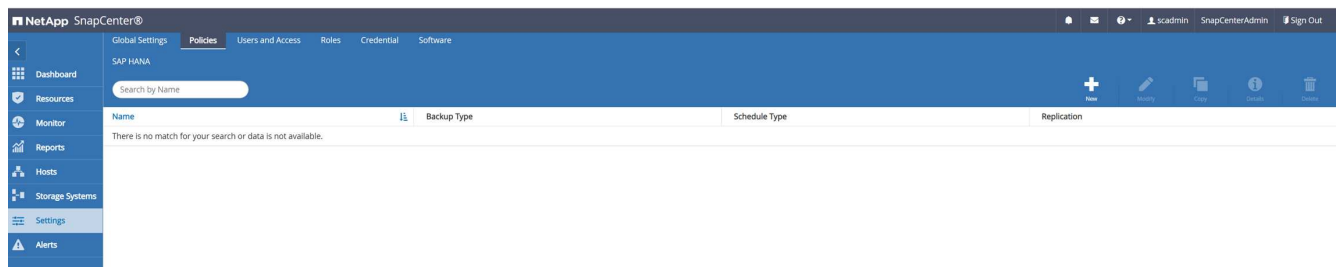 NetApp SnapCenter®
scadmin SnapCenterAdmin Sign Out
Global Settings Policies Users and Access Roles Credential Software
SAP HANA
Search by Name
New Modify Copy Details Delete
Dashboard
Resources
Monitor
Reports
Hosts
Storage Systems
Settings
Alerts
Name Backup Type Schedule Type Replication
There is no match for your search or data is not available.